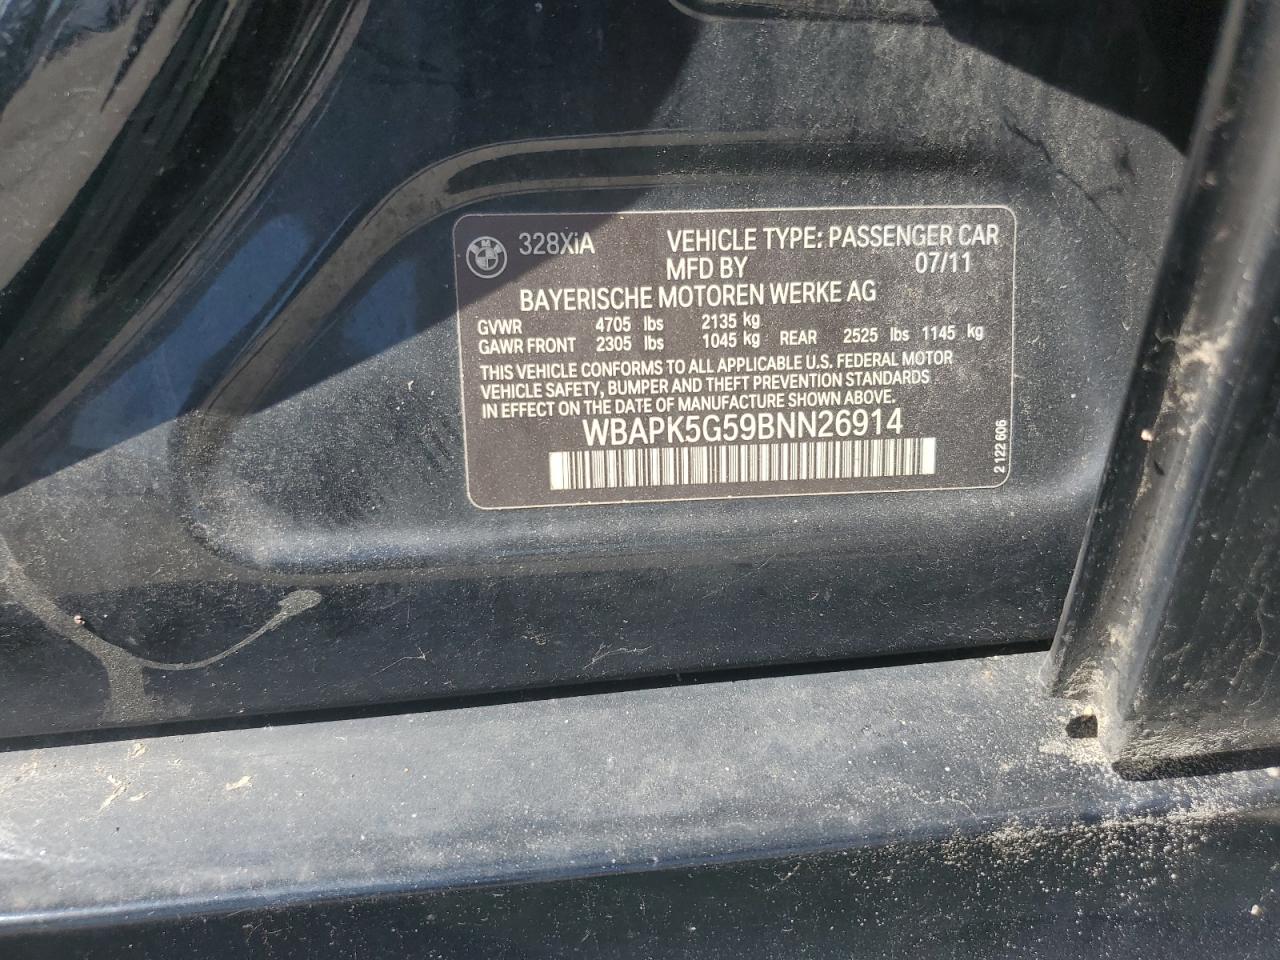 328XiA VEHICLE TYPE: PASSENGER CAR
MFD BY 07/11
BAYERISCHE MOTOREN WERKE AG
GVWR 4705 lbs 2135 kg
GAWR FRONT 2305 lbs 1045 kg REAR 2525 lbs 1145 kg
THIS VEHICLE CONFORMS TO ALL APPLICABLE U.S. FEDERAL MOTOR
VEHICLE SAFETY, BUMPER AND THEFT PREVENTION STANDARDS
IN EFFECT ON THE DATE OF MANUFACTURE SHOWN ABOVE.
WBAPK5G59BNN26914
2 122 606